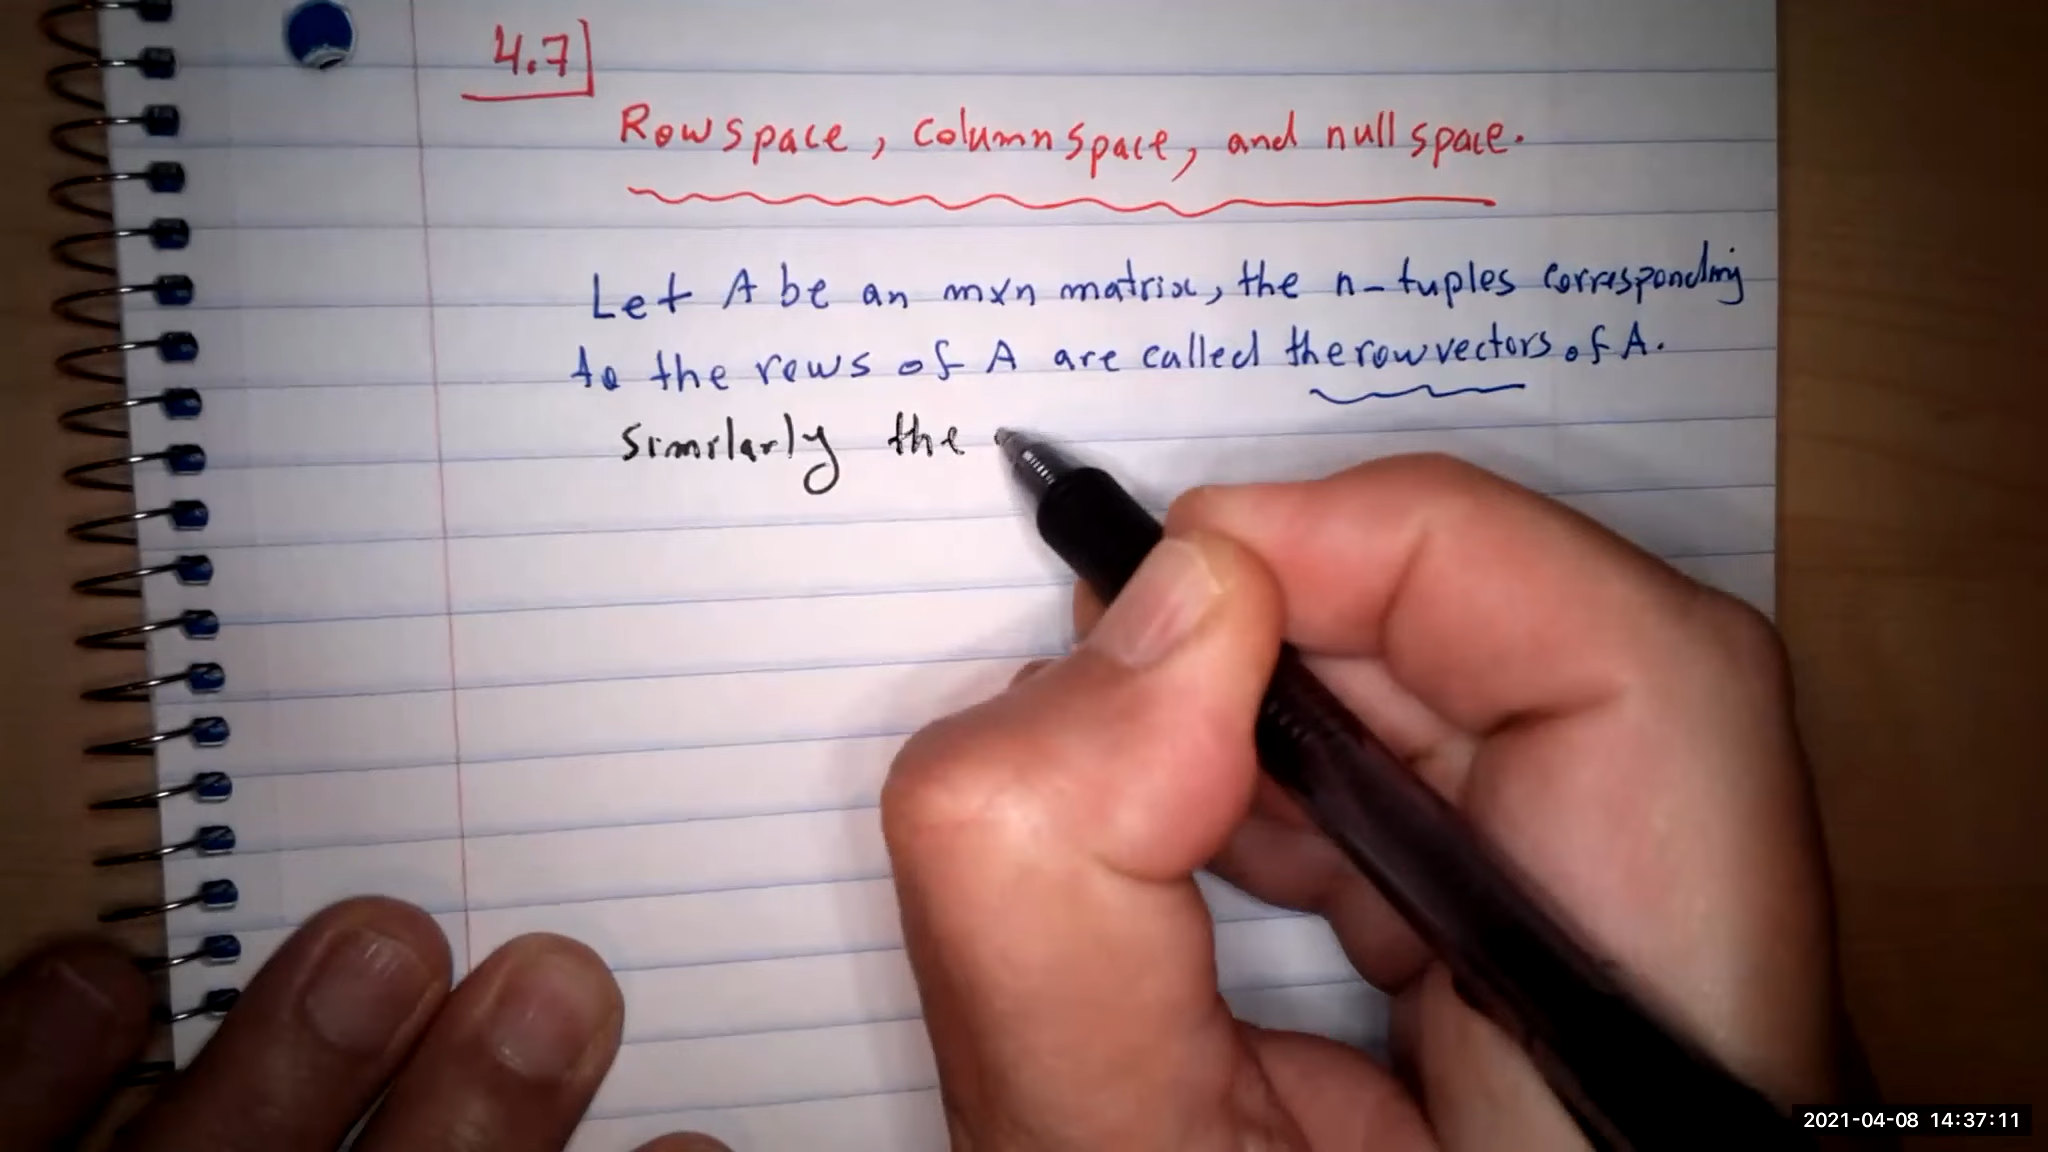 4.7
Row space, column space, and null space.
Let A be an mxn matrix, the n-tuples corresponding
to the rows of A are called the row vectors of A.
Similarly the
2021-04-08 14:37:11